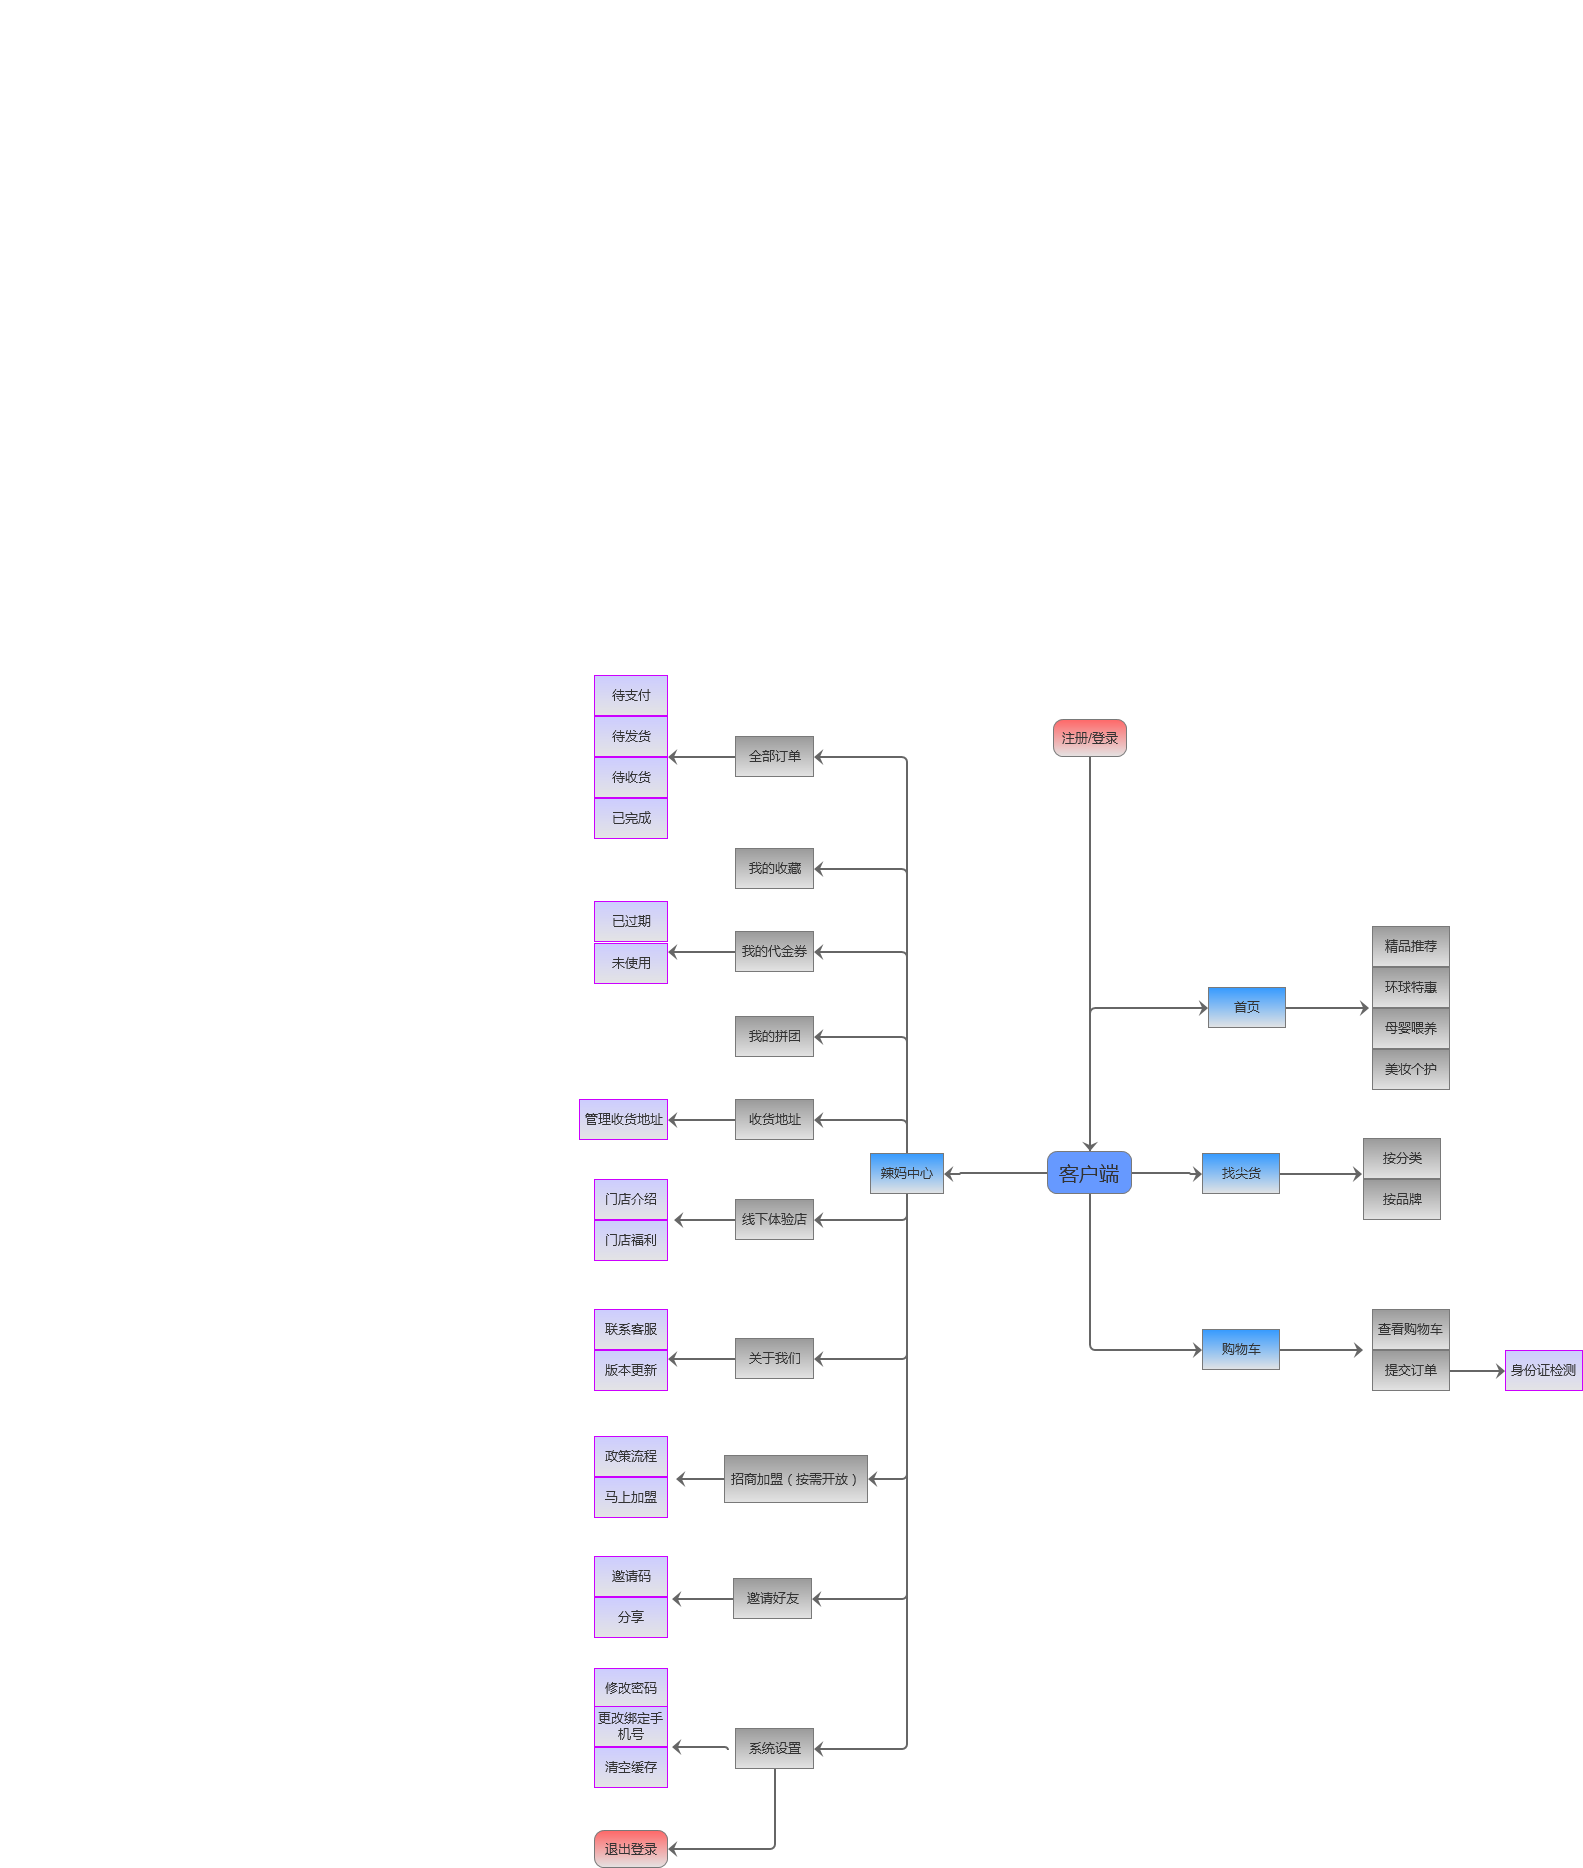 待支付
待发货
待收货
已完成
全部订单
注册/登录
我的收藏
已过期
未使用
我的代金券
我的拼团
管理收货地址
收货地址
辣妈中心
客户端
首页
精品推荐
环球特惠
母婴喂养
美妆个护
找尖货
按分类
按品牌
购物车
查看购物车
提交订单
身份证检测
门店介绍
门店福利
线下体验店
联系客服
版本更新
关于我们
政策流程
马上加盟
招商加盟（按需开放）
邀请码
分享
邀请好友
修改密码
更改绑定手
机号
清空缓存
系统设置
退出登录